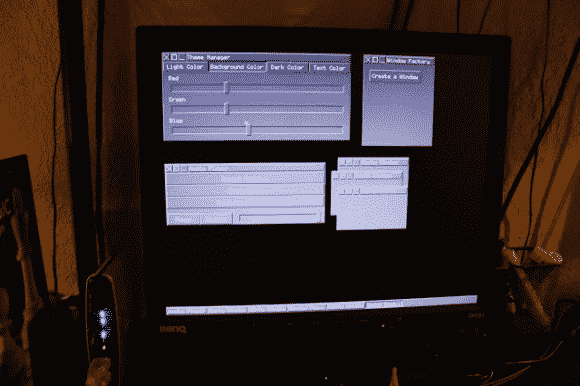 Theme Manager
Light Color
Background Color
Dark Color
Text Color
Red
Green
Blue
Window Factory
Create a Window
BenQ